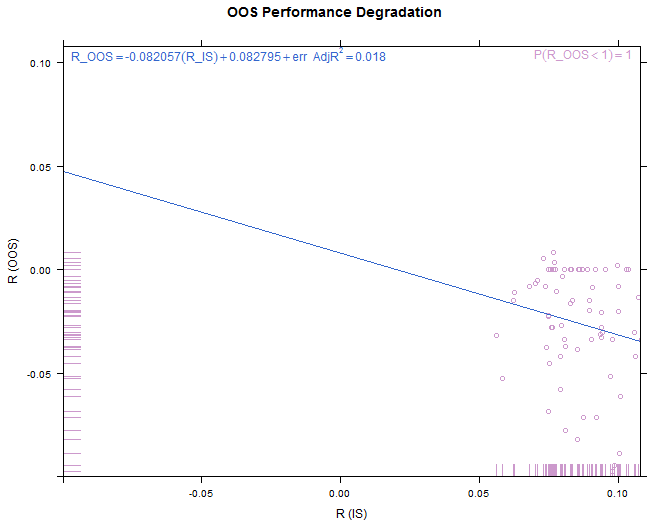 OOS Performance Degradation
R_OOS=-0.082057(R_IS)+0.082795+err AdjR²=0.018
P(R_OOS<1)=1
0.10
0.05
0.00
-0.05
R (OOS)
-0.05 0.00 0.05 0.10
R (IS)